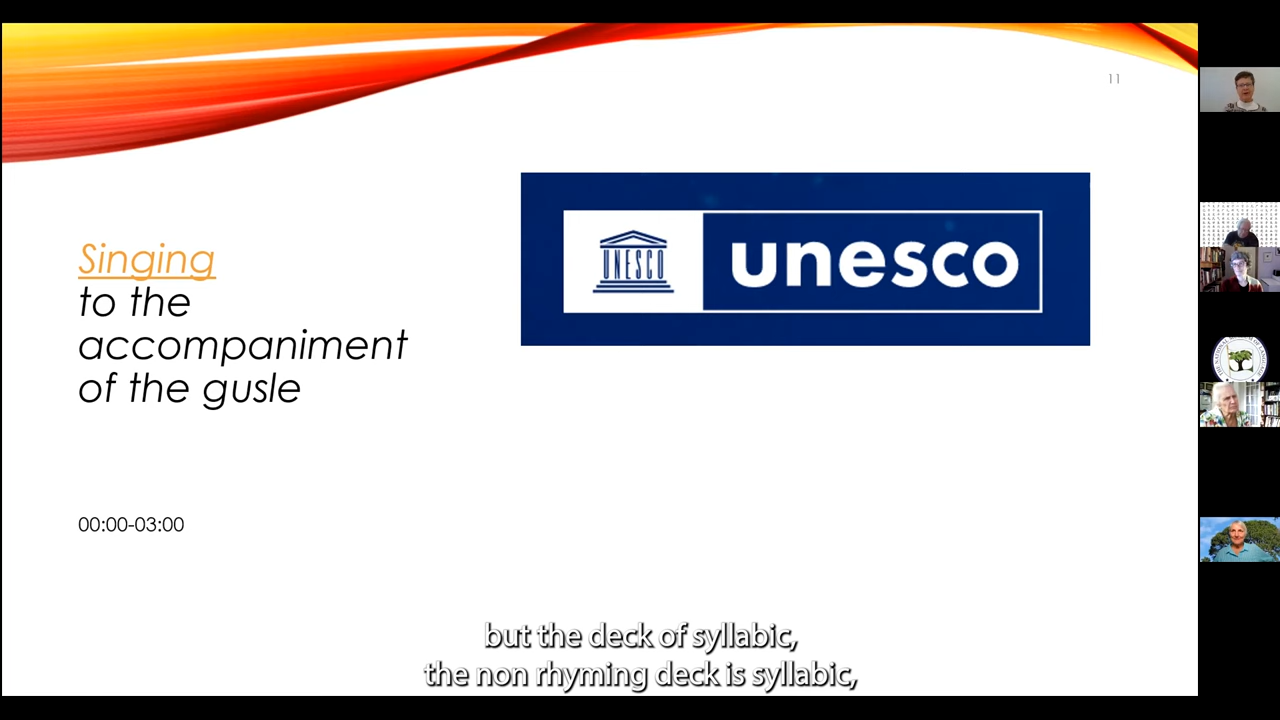 11
Singing
to the
accompaniment
of the gusle
UNESCO
unesco
00:00-03:00
but the deck of syllabic,
the non rhyming deck is syllabic,